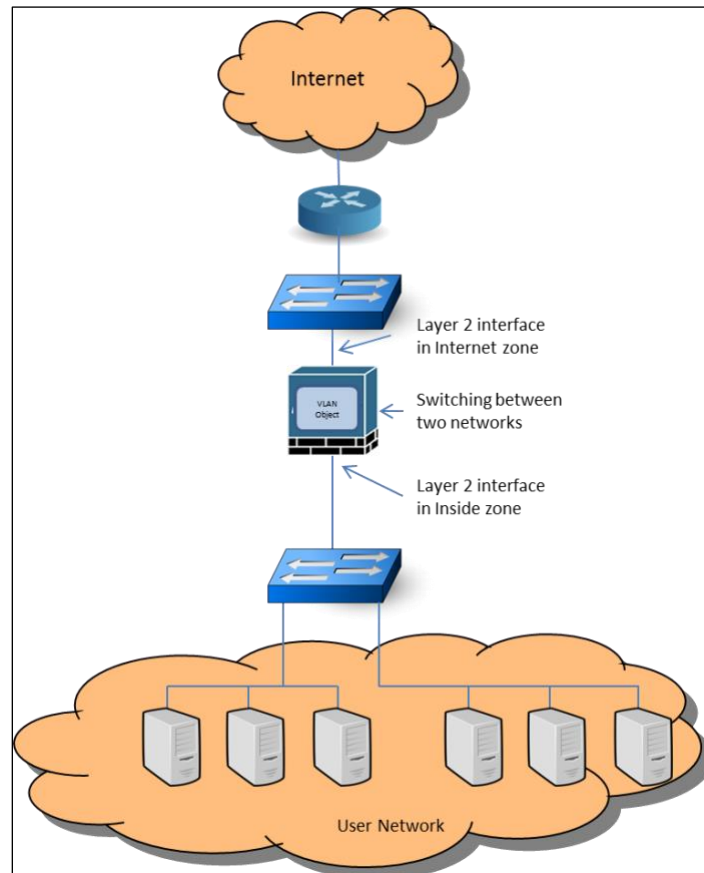 Internet
Layer 2 interface
in Internet zone
VLAN
Object
Switching between
two networks
Layer 2 interface
in Inside zone
User Network